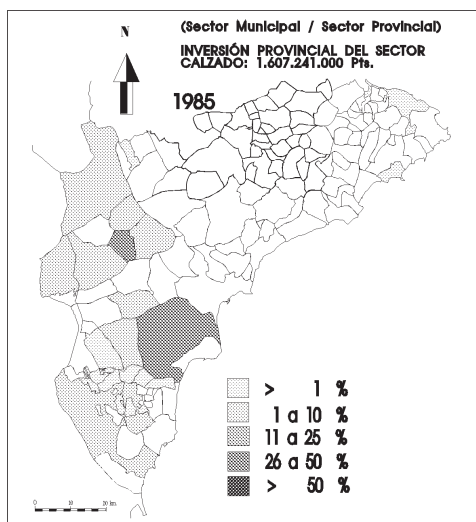 (Sector Municipal / Sector Provincial)
N
INVERSIÓN PROVINCIAL DEL SECTOR
CALZADO: 1.607.241.000 Pts.
1985
> 1 %
1 a 10 %
11 a 25 %
26 a 50 %
> 50 %
0 10 20 km.